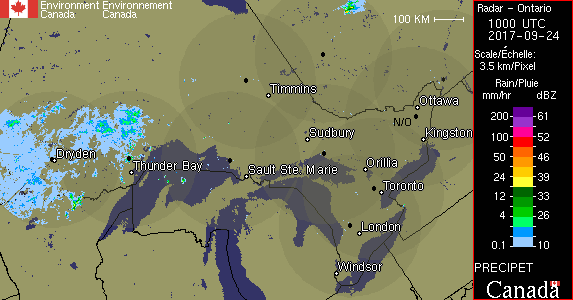 Environment Environnement
Canada Canada
100 KM
Timmins
Ottawa
N/O
Sudbury
Kingston
Dryden
Thunder Bay
Sault Ste. Marie
Orillia
Toronto
London
Windsor
Radar - Ontario
1000 UTC
2017-09-24
Scale/Échelle:
3.5 km/Pixel
Rain/Pluie
mm/hr dBZ
200 61
100 52
50 46
24 39
12 33
4 26
0.1 10
PRECIPET
Canada